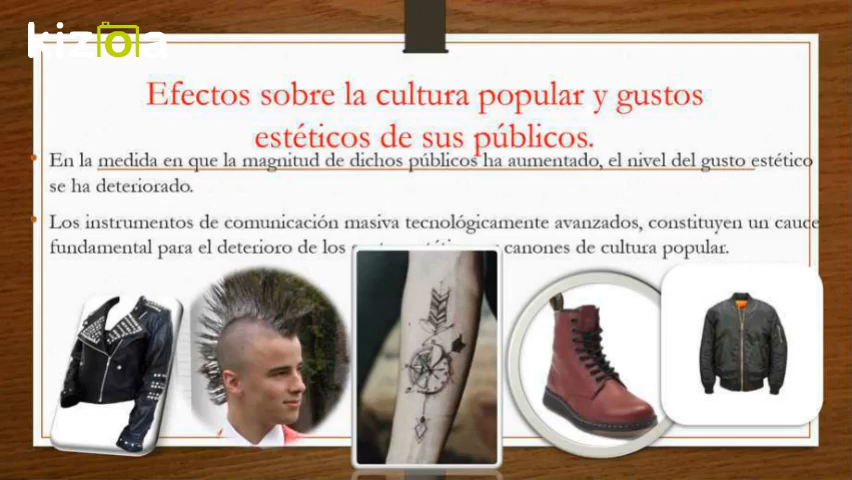 kizoa
Efectos sobre la cultura popular y gustos
estéticos de sus públicos.
En la medida en que la magnitud de dichos públicos ha aumentado, el nivel del gusto estético
se ha deteriorado.
Los instrumentos de comunicación masiva tecnológicamente avanzados, constituyen un cauce
fundamental para el deterioro de los canones de cultura popular.